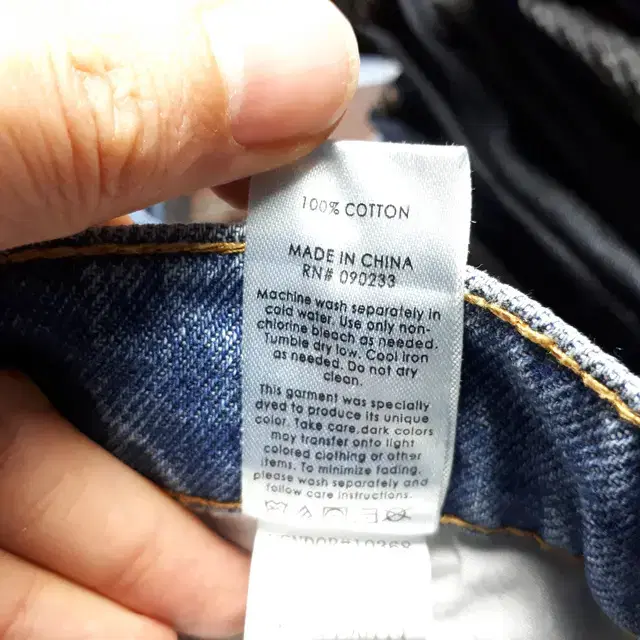 100% COTTON
MADE IN CHINA
RN# 090233
Machine wash separately in
cold water. Use only non-
chlorine bleach as needed.
Tumble dry low. Cool iron
as needed. Do not dry
clean.
This garment was specially
dyed to produce its unique
color. Take care,dark colors
may transfer onto light
colored clothing or other
items. To minimize fading,
please wash separately and
follow care instructions.